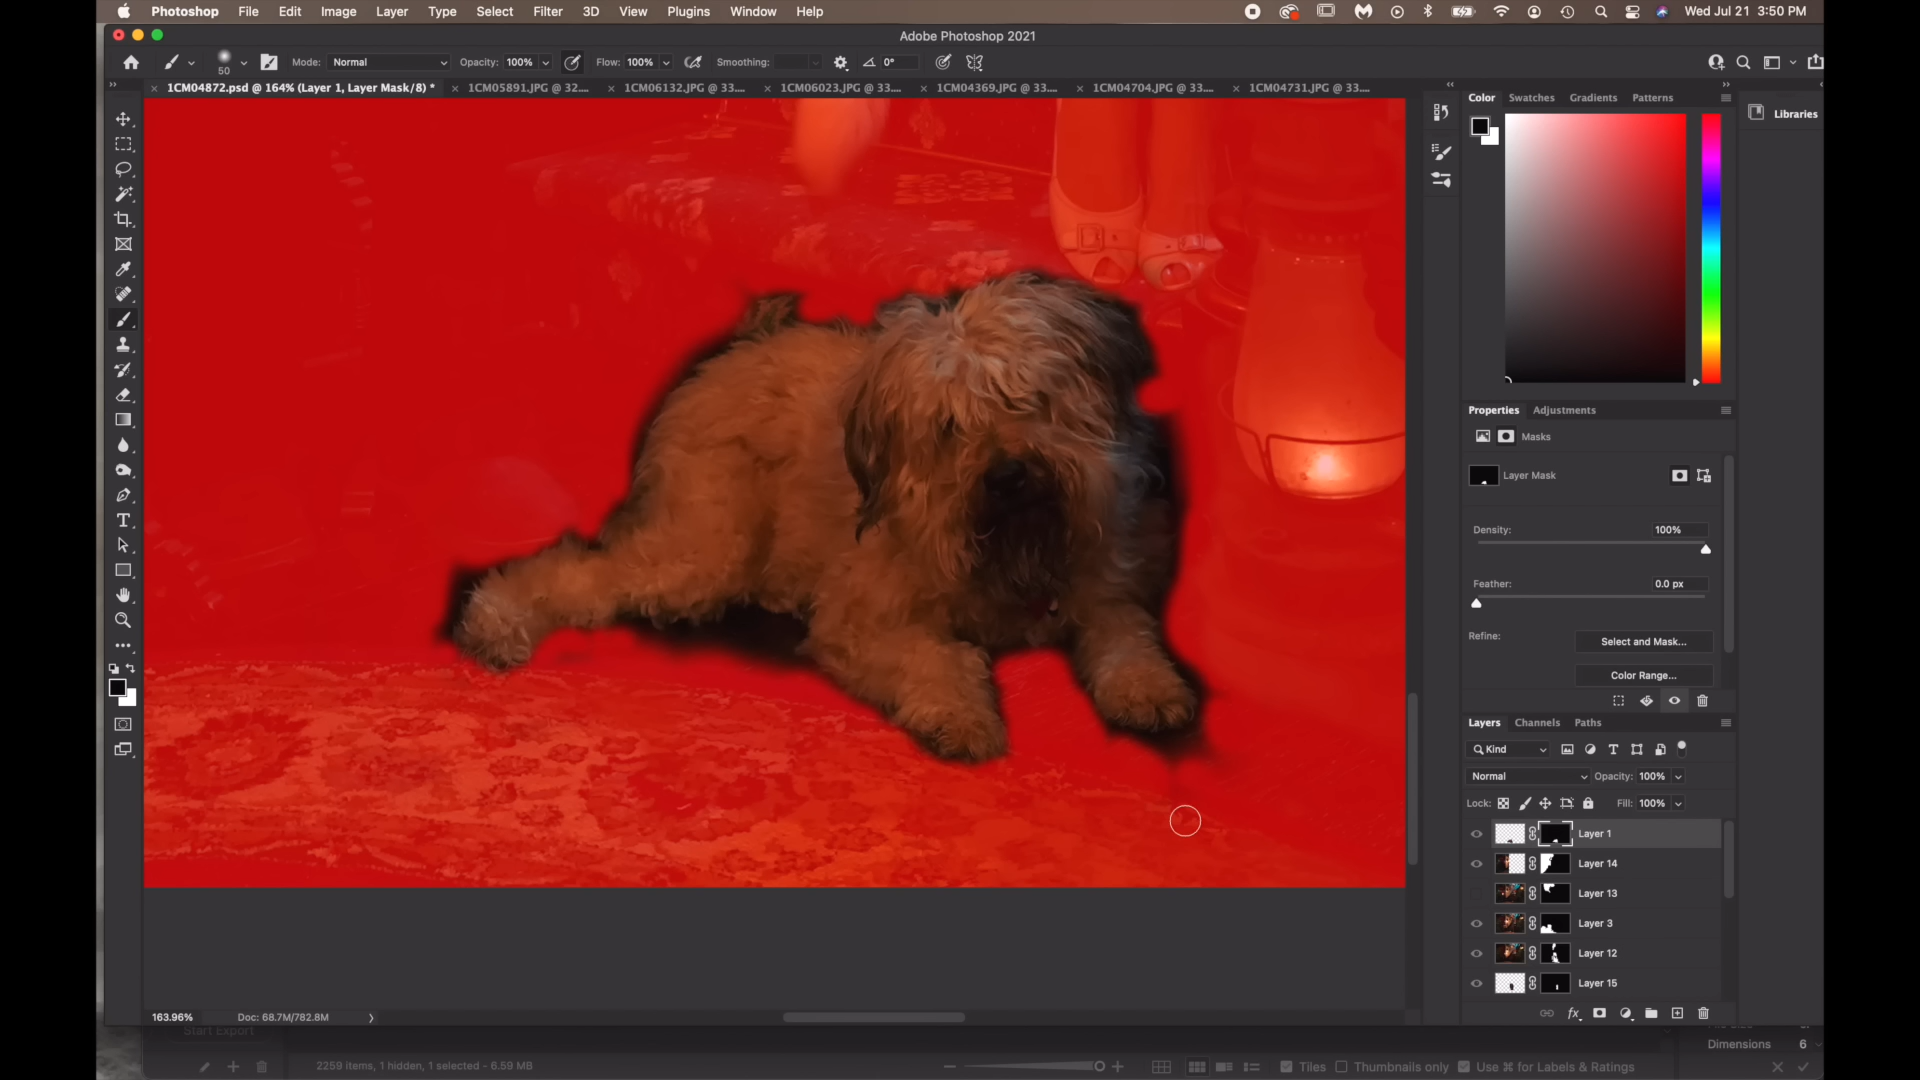 Photoshop File Edit Image Layer Type Select Filter 3D View Plugins Window Help
Wed Jul 21 3:50 PM
Adobe Photoshop 2021
50
Mode: Normal
Opacity: 100%
Flow: 100%
Smoothing:
0°
1CM04872.psd @ 164% (Layer 1, Layer Mask/8) *
1CM05891.JPG @ 32....
1CM06132.JPG @ 33....
1CM06023.JPG @ 33....
1CM04369.JPG @ 33....
1CM04704.JPG @ 33....
1CM04731.JPG @ 33....
Color Swatches Gradients Patterns
Libraries
Properties Adjustments
Masks
Layer Mask
Density: 100%
Feather: 0.0 px
Refine: Select and Mask...
Color Range...
Layers Channels Paths
Kind
Normal Opacity: 100%
Lock: Fill: 100%
Layer 1
Layer 14
Layer 13
Layer 3
Layer 12
Layer 15
fx
163.96% Doc: 68.7M/782.8M
Start Export
Dimensions 6
2259 items, 1 hidden, 1 selected - 6.59 MB
Tiles Thumbnails only Use ⌘ for Labels & Ratings